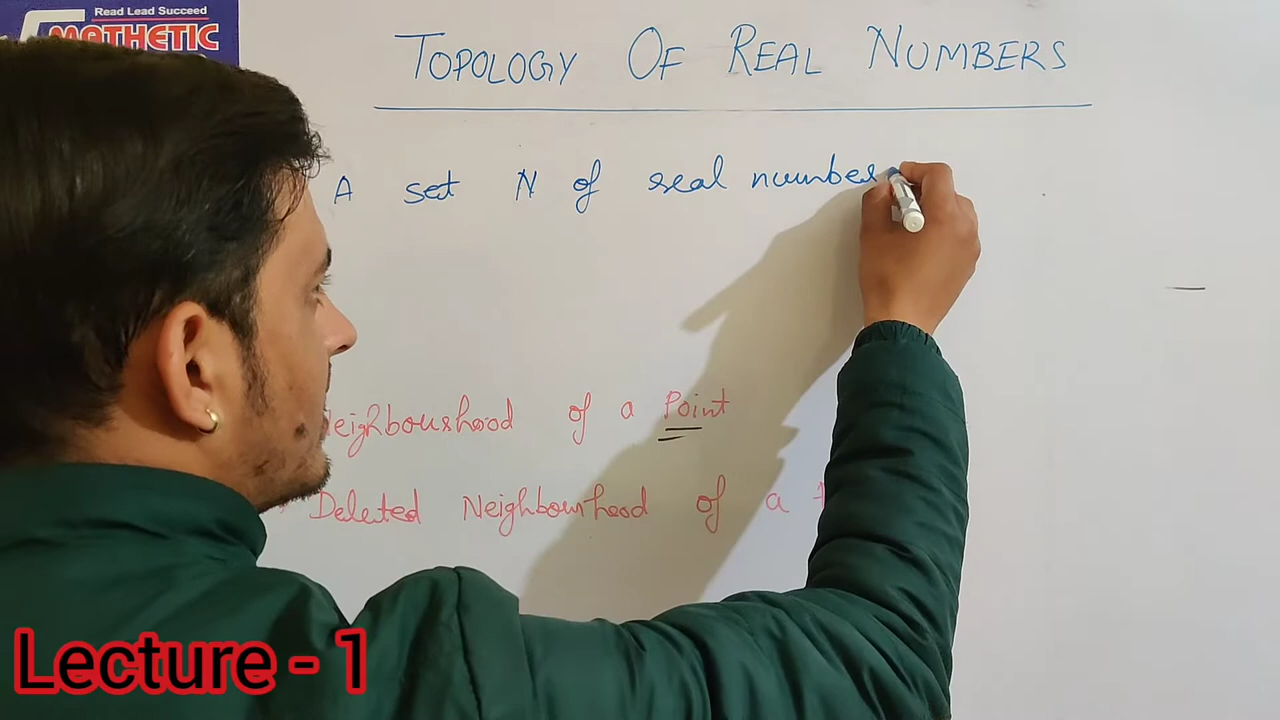 Read Lead Succeed
MATHETIC
TOPOLOGY OF REAL NUMBERS
A set N of real number
Neighbourhood of a Point
Deleted Neighbourhood of a
Lecture - 1